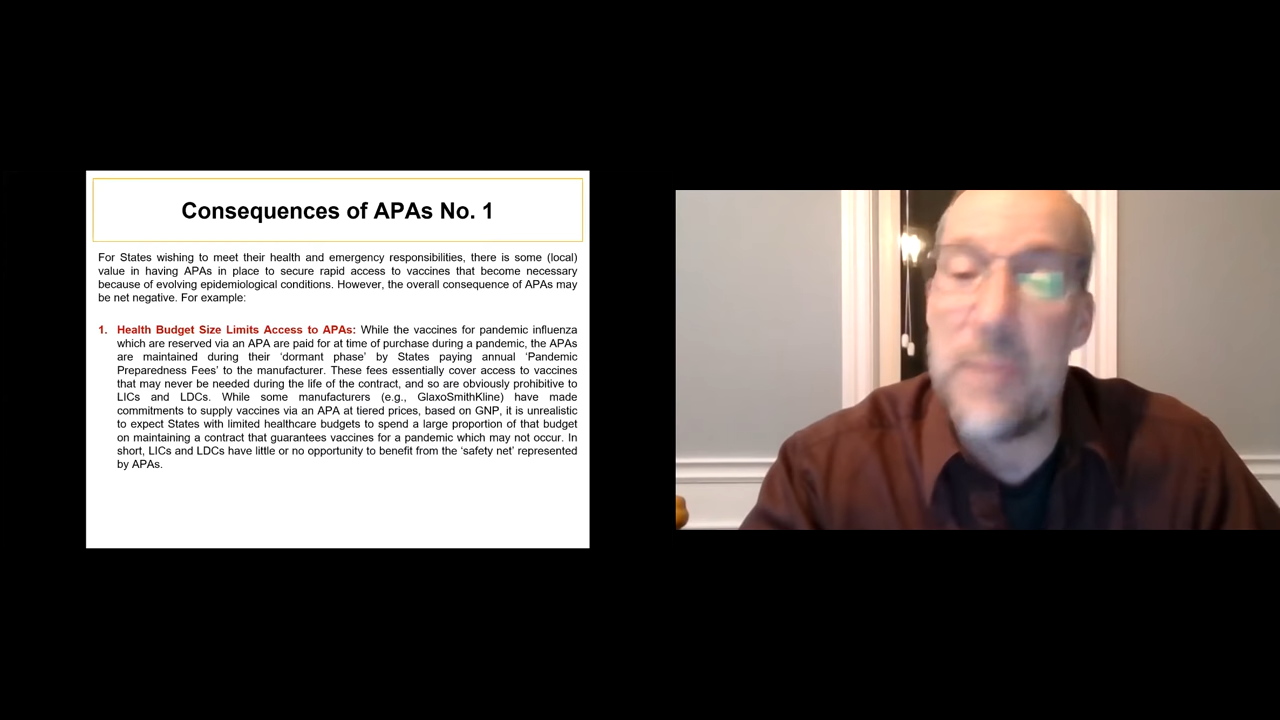 Consequences of APAs No. 1
For States wishing to meet their health and emergency responsibilities, there is some (local)
value in having APAs in place to secure rapid access to vaccines that become necessary
because of evolving epidemiological conditions. However, the overall consequence of APAs may
be net negative. For example:
1. Health Budget Size Limits Access to APAs: While the vaccines for pandemic influenza
which are reserved via an APA are paid for at time of purchase during a pandemic, the APAs
are maintained during their ‘dormant phase’ by States paying annual ‘Pandemic
Preparedness Fees’ to the manufacturer. These fees essentially cover access to vaccines
that may never be needed during the life of the contract, and so are obviously prohibitive to
LICs and LDCs. While some manufacturers (e.g., GlaxoSmithKline) have made
commitments to supply vaccines via an APA at tiered prices, based on GNP, it is unrealistic
to expect States with limited healthcare budgets to spend a large proportion of that budget
on maintaining a contract that guarantees vaccines for a pandemic which may not occur. In
short, LICs and LDCs have little or no opportunity to benefit from the ‘safety net’ represented
by APAs.